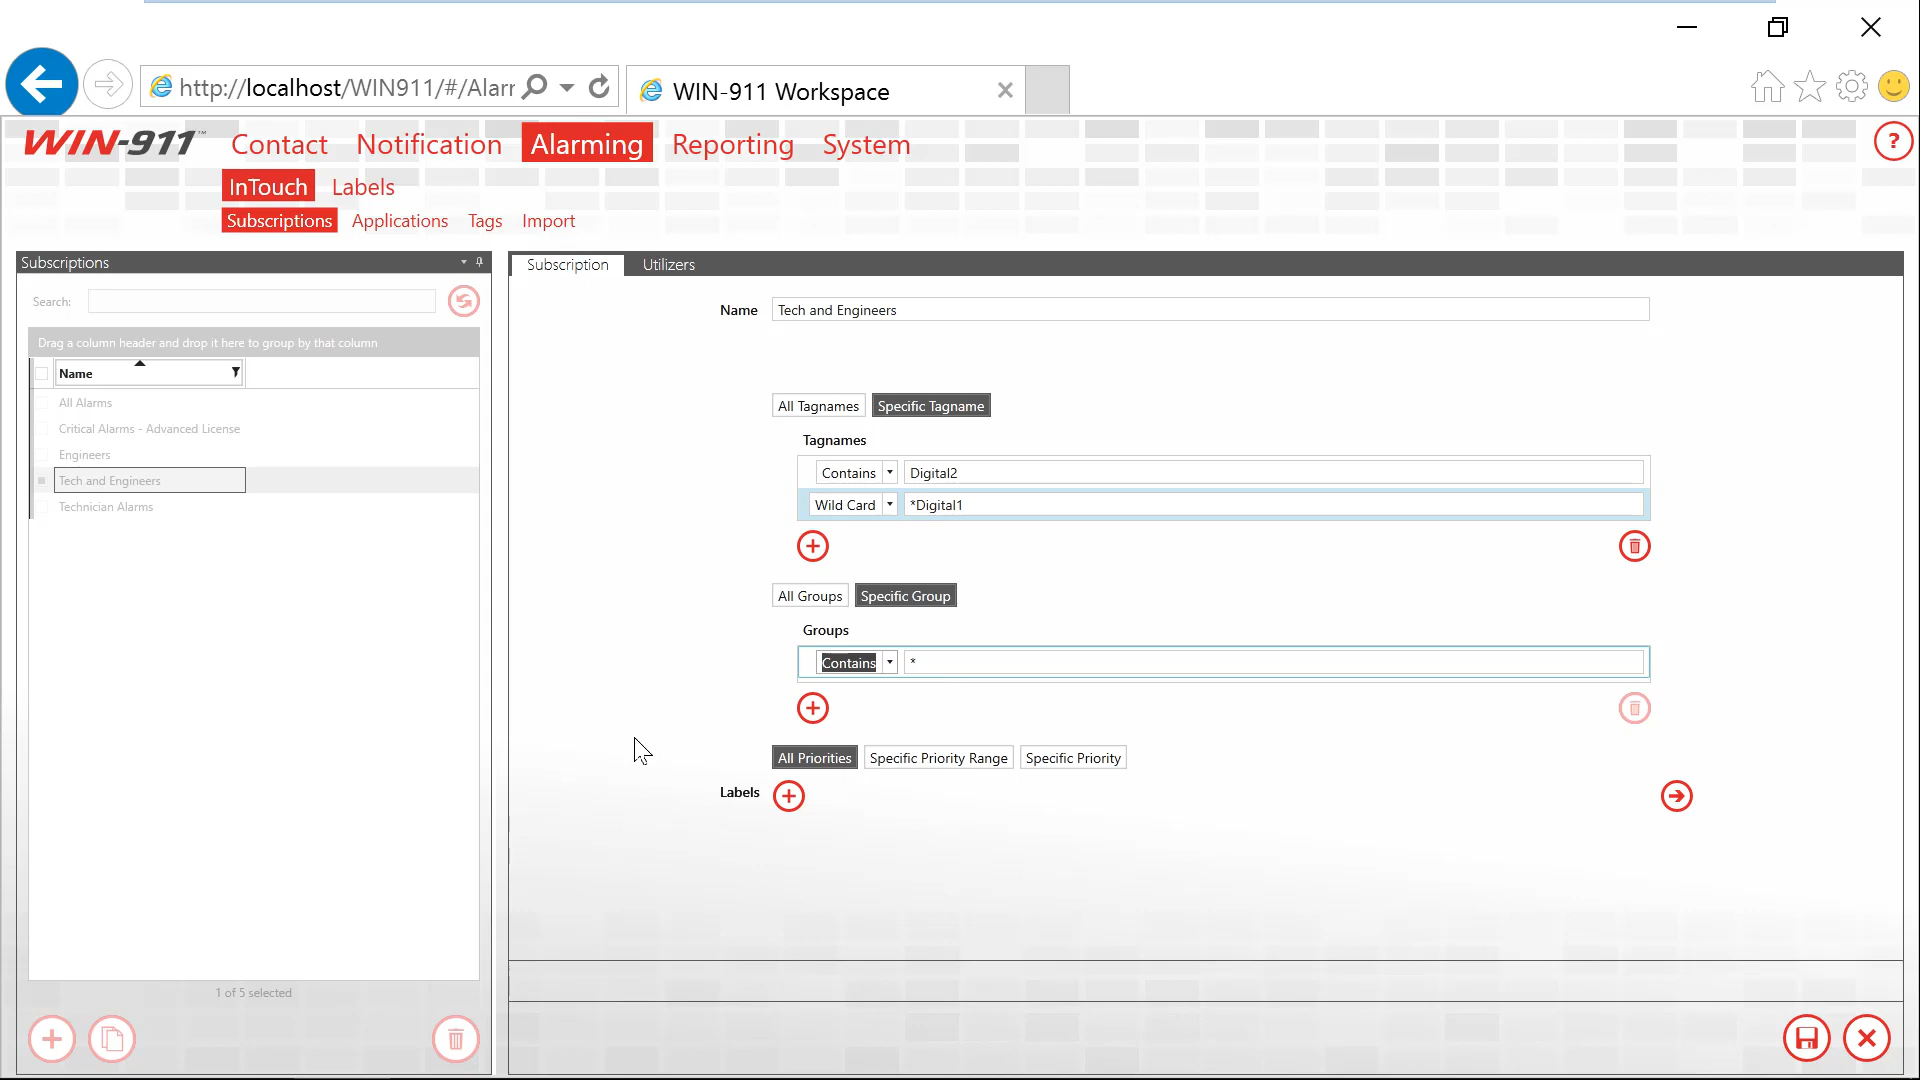 http://localhost/WIN911/#/Alarr
WIN-911 Workspace
WIN-911™
Contact Notification Alarming Reporting System
?
InTouch Labels
Subscriptions Applications Tags Import
Subscriptions
Subscription Utilizers
Search:
Name Tech and Engineers
Drag a column header and drop it here to group by that column
Name
All Alarms
Critical Alarms - Advanced License
Engineers
Tech and Engineers
Technician Alarms
All Tagnames Specific Tagname
Tagnames
Contains Digital2
Wild Card *Digital1
All Groups Specific Group
Groups
Contains *
All Priorities Specific Priority Range Specific Priority
Labels
1 of 5 selected